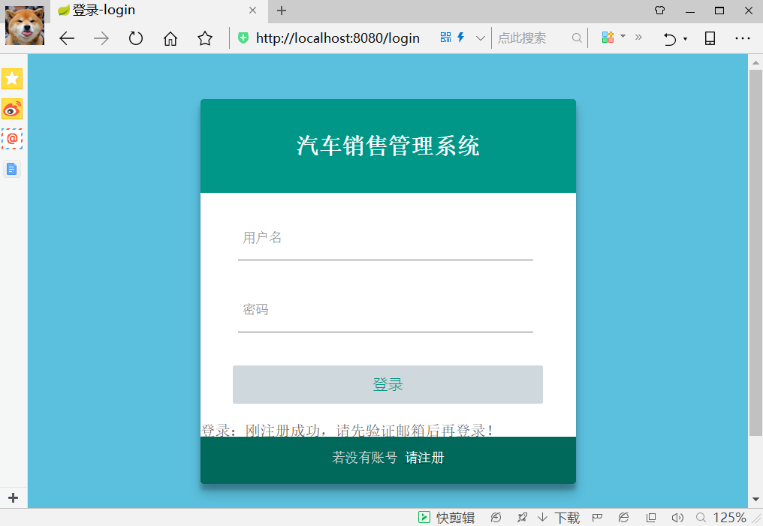 登录-login
http://localhost:8080/login
点此搜索
汽车销售管理系统
用户名
密码
登录
登录：刚注册成功，请先验证邮箱后再登录！
若没有账号 请注册
快剪辑
下载
125%